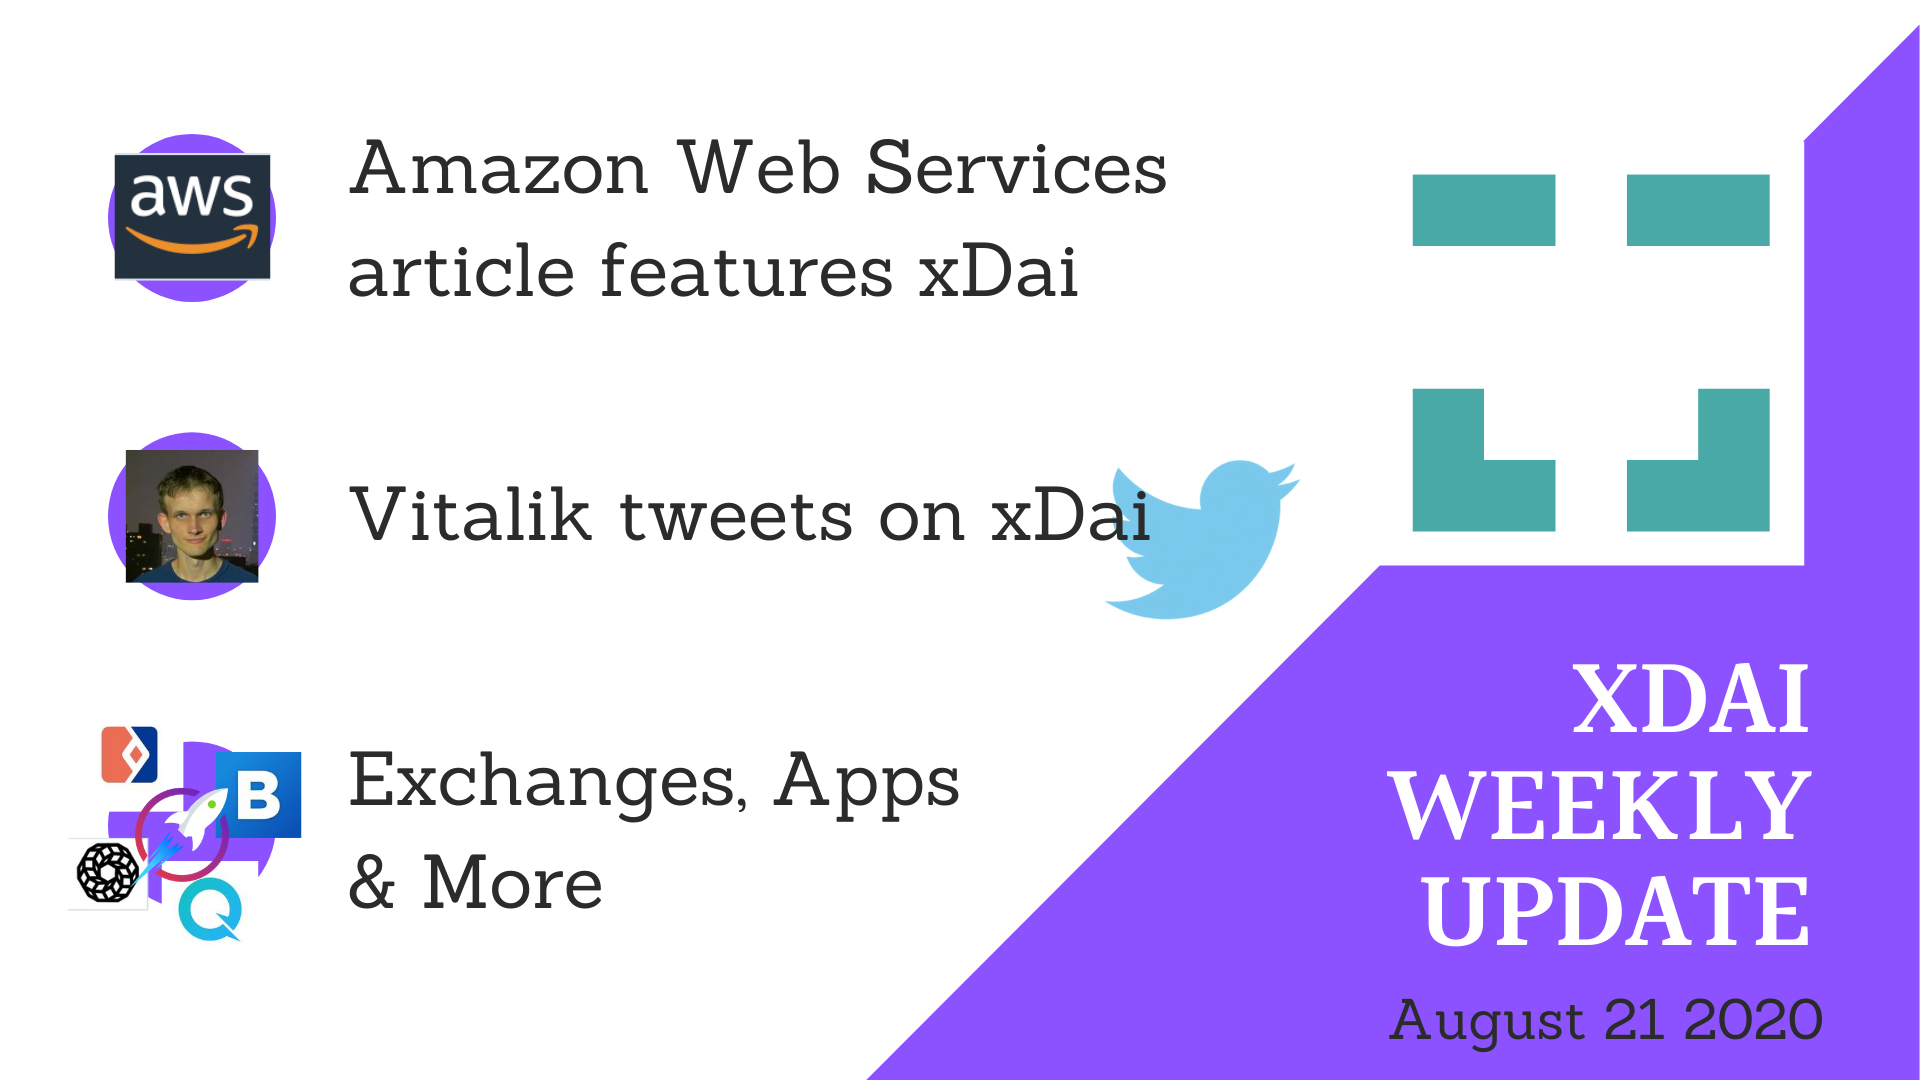 aws
Amazon Web Services
article features xDai
Vitalik tweets on xDai
B
Exchanges, Apps
& More
XDAI
WEEKLY
UPDATE
August 21 2020